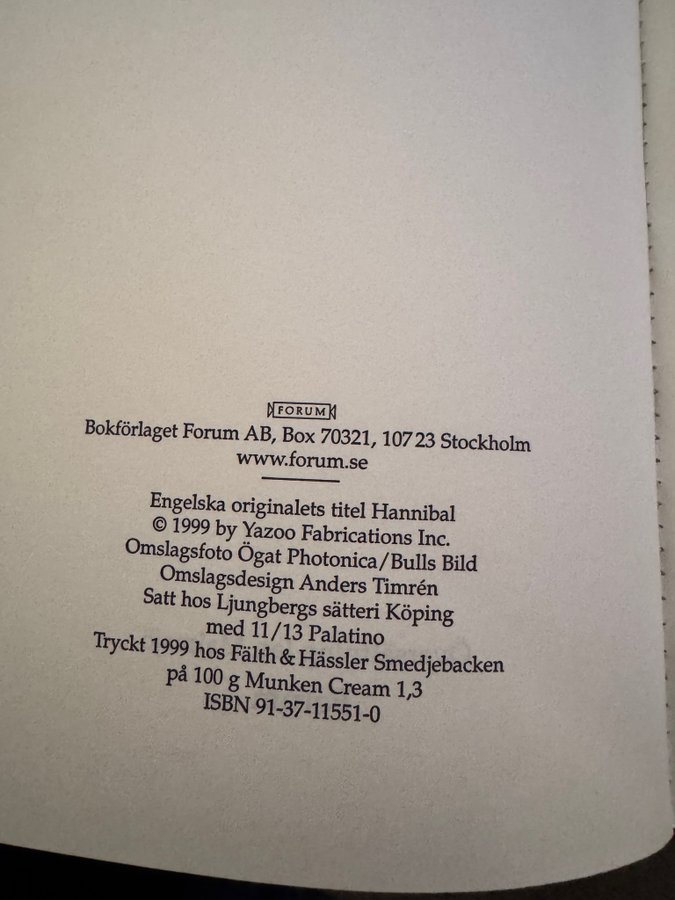 FORUM
Bokförlaget Forum AB, Box 70321, 107 23 Stockholm
www.forum.se
Engelska originalets titel Hannibal
© 1999 by Yazoo Fabrications Inc.
Omslagsfoto Ögat Photonica/Bulls Bild
Omslagsdesign Anders Timrén
Satt hos Ljungbergs sätteri Köping
med 11/13 Palatino
Tryckt 1999 hos Fälth & Hässler Smedjebacken
på 100 g Munken Cream 1,3
ISBN 91-37-11551-0